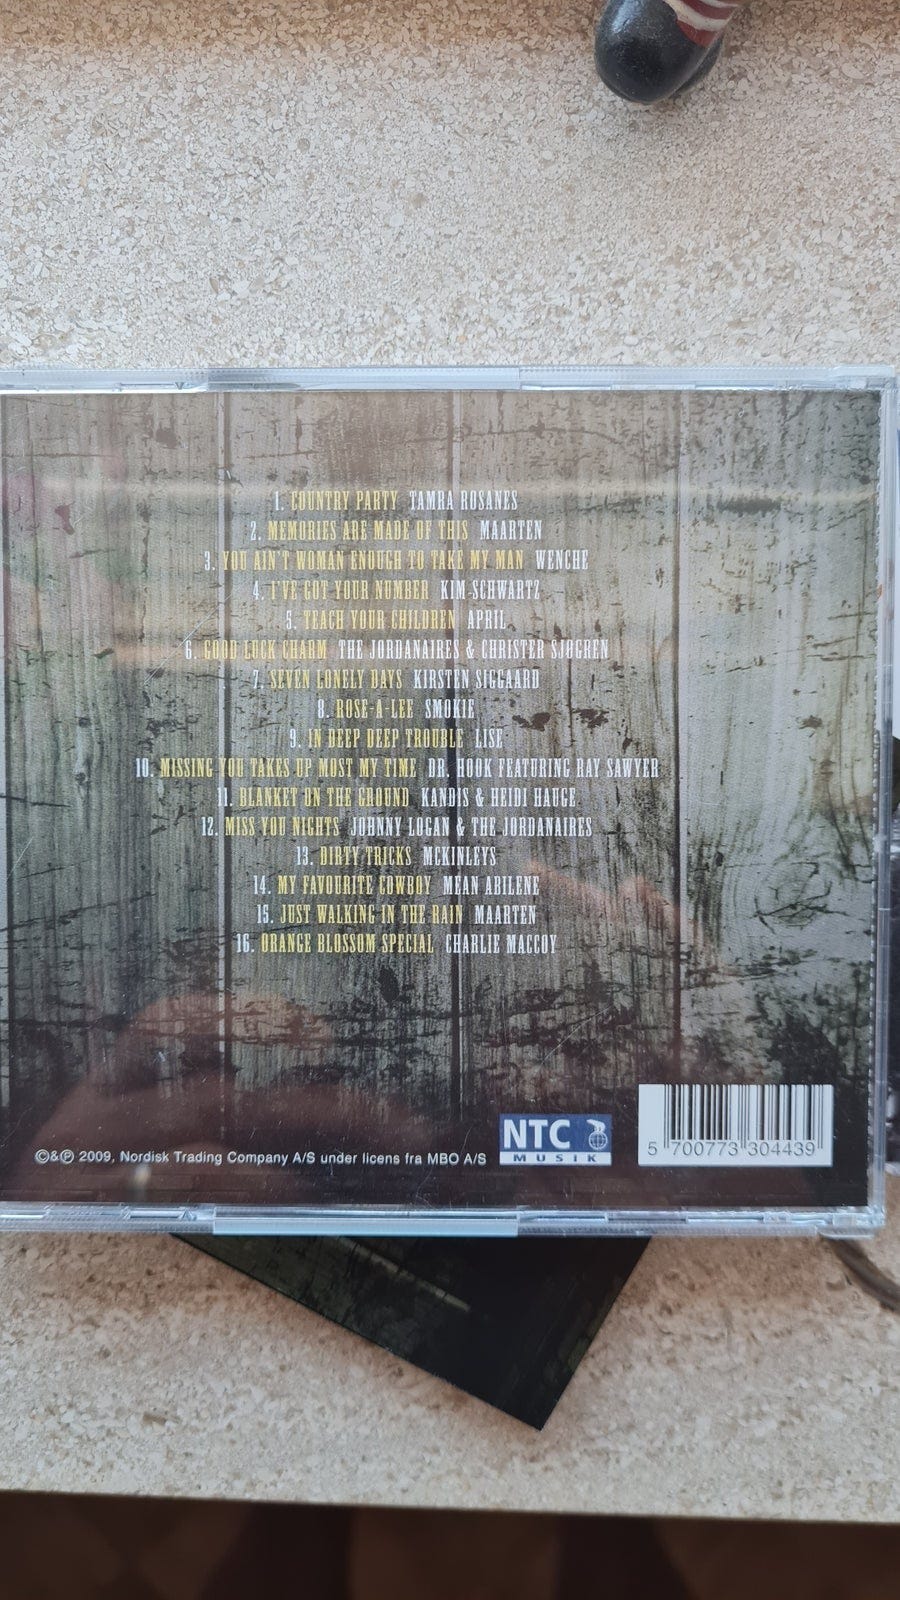 1. COUNTRY PARTY TAMRA ROSANES
2. MEMORIES ARE MADE OF THIS MAARTEN
3. YOU AIN'T WOMAN ENOUGH TO TAKE MY MAN WENCHE
4. I'VE GOT YOUR NUMBER KIM-SCHWARTZ
5. TEACH YOUR CHILDREN APRIL
6. GOOD LUCK CHARM THE JORDANAIRES & CHRISTER SJØGREN
7. SEVEN LONELY DAYS KIRSTEN SIGGAARD
8. ROSE-A-LEE SMOKIE
9. IN DEEP DEEP TROUBLE LISE
10. MISSING YOU TAKES UP MOST MY TIME DR. HOOK FEATURING RAY SAWYER
11. BLANKET ON THE GROUND KANDIS & HEIDI HAUGE
12. MISS YOU NIGHTS JOHNNY LOGAN & THE JORDANAIRES
13. DIRTY TRICKS MCKINLEYS
14. MY FAVOURITE COWBOY MEAN ABILENE
15. JUST WALKING IN THE RAIN MAARTEN
16. ORANGE BLOSSOM SPECIAL CHARLIE MACCOY
©&℗ 2009, Nordisk Trading Company A/S under licens fra MBO A/S
NTC
MUSIK
5 700773 304439